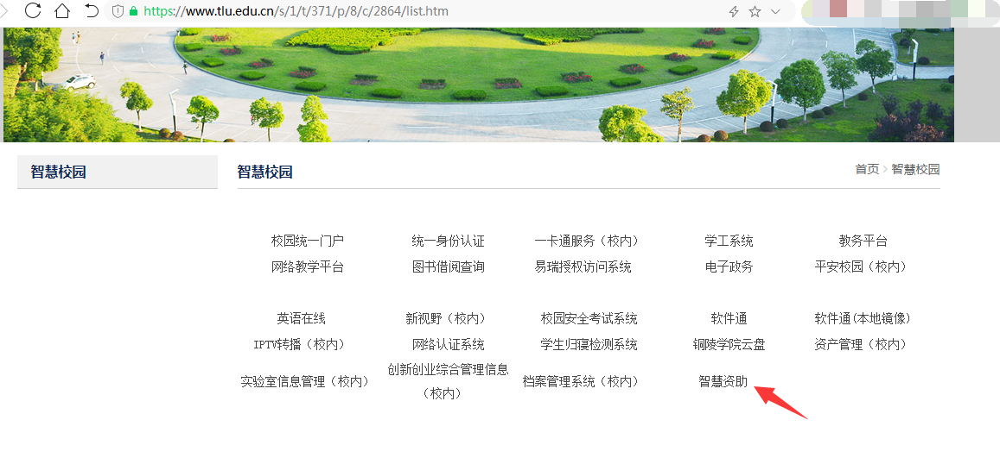 https://www.tlu.edu.cn/s/1/t/371/p/8/c/2864/list.htm
智慧校园
智慧校园
首页 > 智慧校园
校园统一门户 统一身份认证 一卡通服务（校内） 学工系统 教务平台
网络教学平台 图书借阅查询 易瑞授权访问系统 电子政务 平安校园（校内）
英语在线 新视野（校内） 校园安全考试系统 软件通 软件通(本地镜像)
IPTV转播（校内） 网络认证系统 学生归寝检测系统 铜陵学院云盘 资产管理（校内）
实验室信息管理（校内） 创新创业综合管理信息 档案管理系统（校内） 智慧资助
（校内）